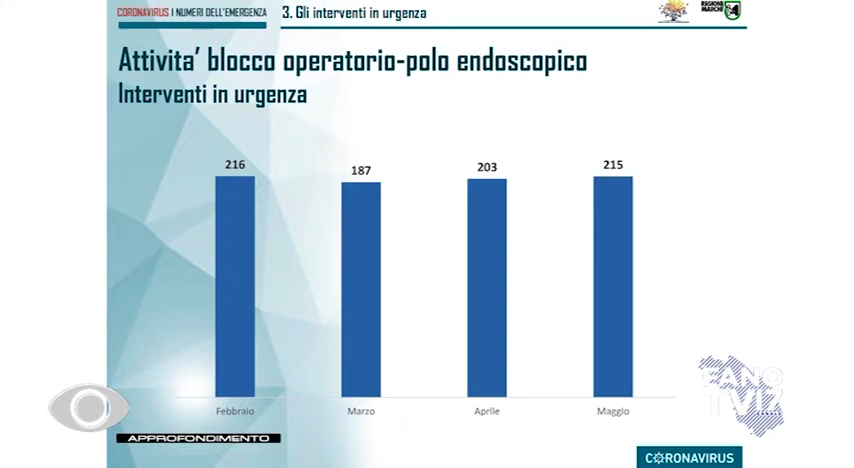 CORONAVIRUS I NUMERI DELL'EMERGENZA
3. Gli interventi in urgenza
REGIONE
MARCHE
Attivita' blocco operatorio-polo endoscopico
Interventi in urgenza
216
187
203
215
Febbraio
Marzo
Aprile
Maggio
FANO
TV
17
APPROFONDIMENTO
CORONAVIRUS